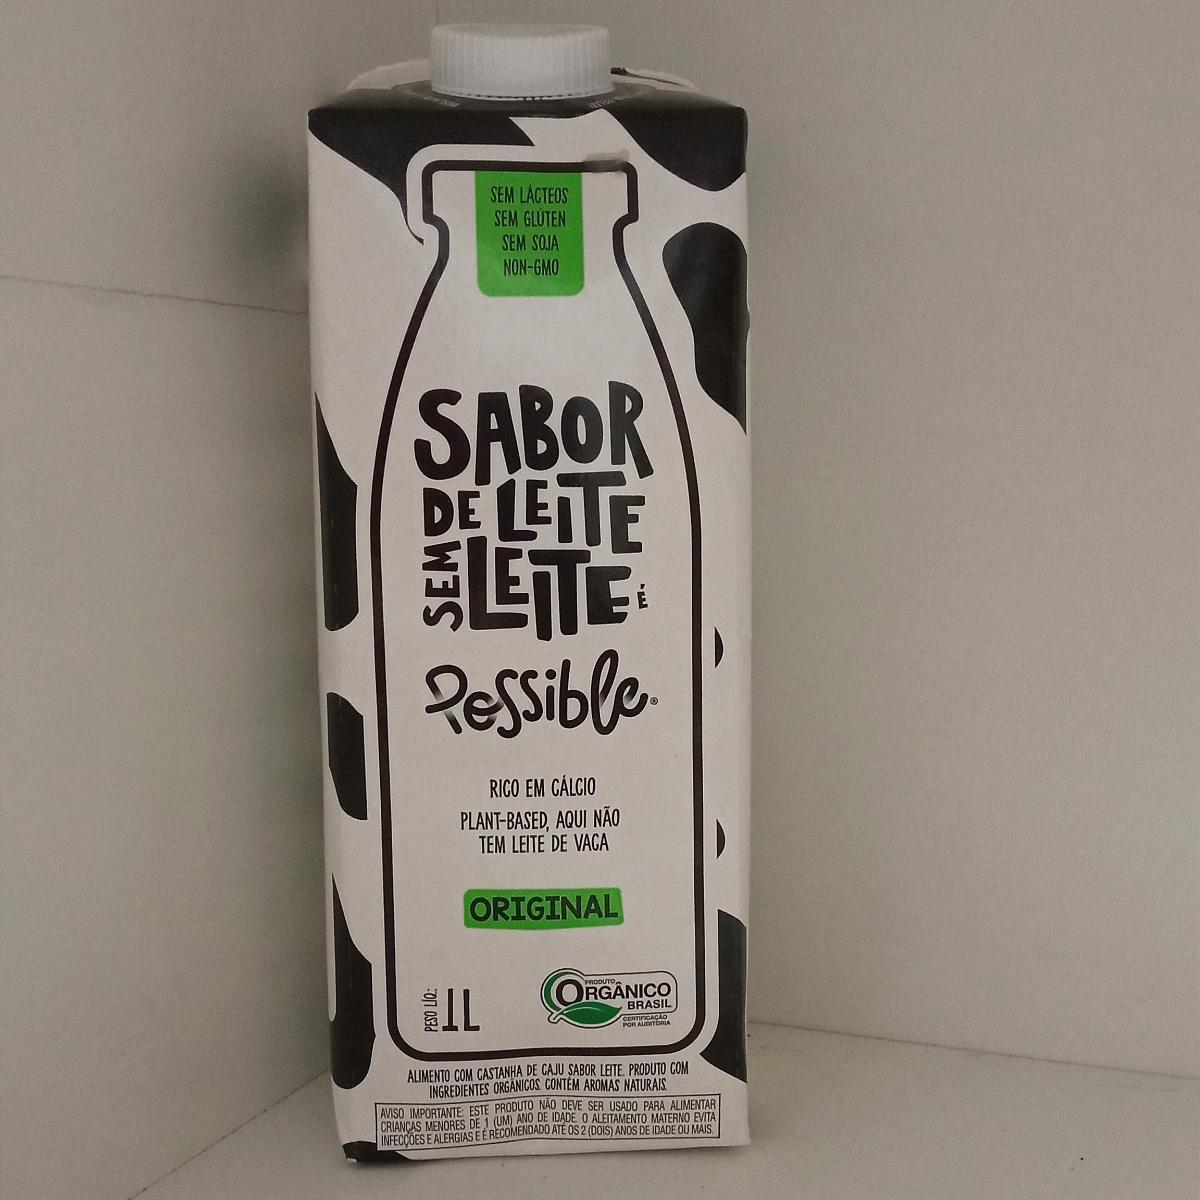 SEM LÁCTEOS
SEM GLÚTEN
SEM SOJA
NON-GMO
SABOR
DE LEITE
SEM LEITE É
Possible®
RICO EM CÁLCIO
PLANT-BASED, AQUI NÃO
TEM LEITE DE VACA
ORIGINAL
PESO LÍQ.: 1L
PRODUTO
ORGÂNICO
BRASIL
CERTIFICAÇÃO
POR AUDITORIA
ALIMENTO COM CASTANHA DE CAJU SABOR LEITE. PRODUTO COM
INGREDIENTES ORGÂNICOS. CONTÉM AROMAS NATURAIS.
AVISO IMPORTANTE: ESTE PRODUTO NÃO DEVE SER USADO PARA ALIMENTAR
CRIANÇAS MENORES DE 1 (UM) ANO DE IDADE. O ALEITAMENTO MATERNO EVITA
INFECÇÕES E ALERGIAS E É RECOMENDADO ATÉ OS 2 (DOIS) ANOS DE IDADE OU MAIS.